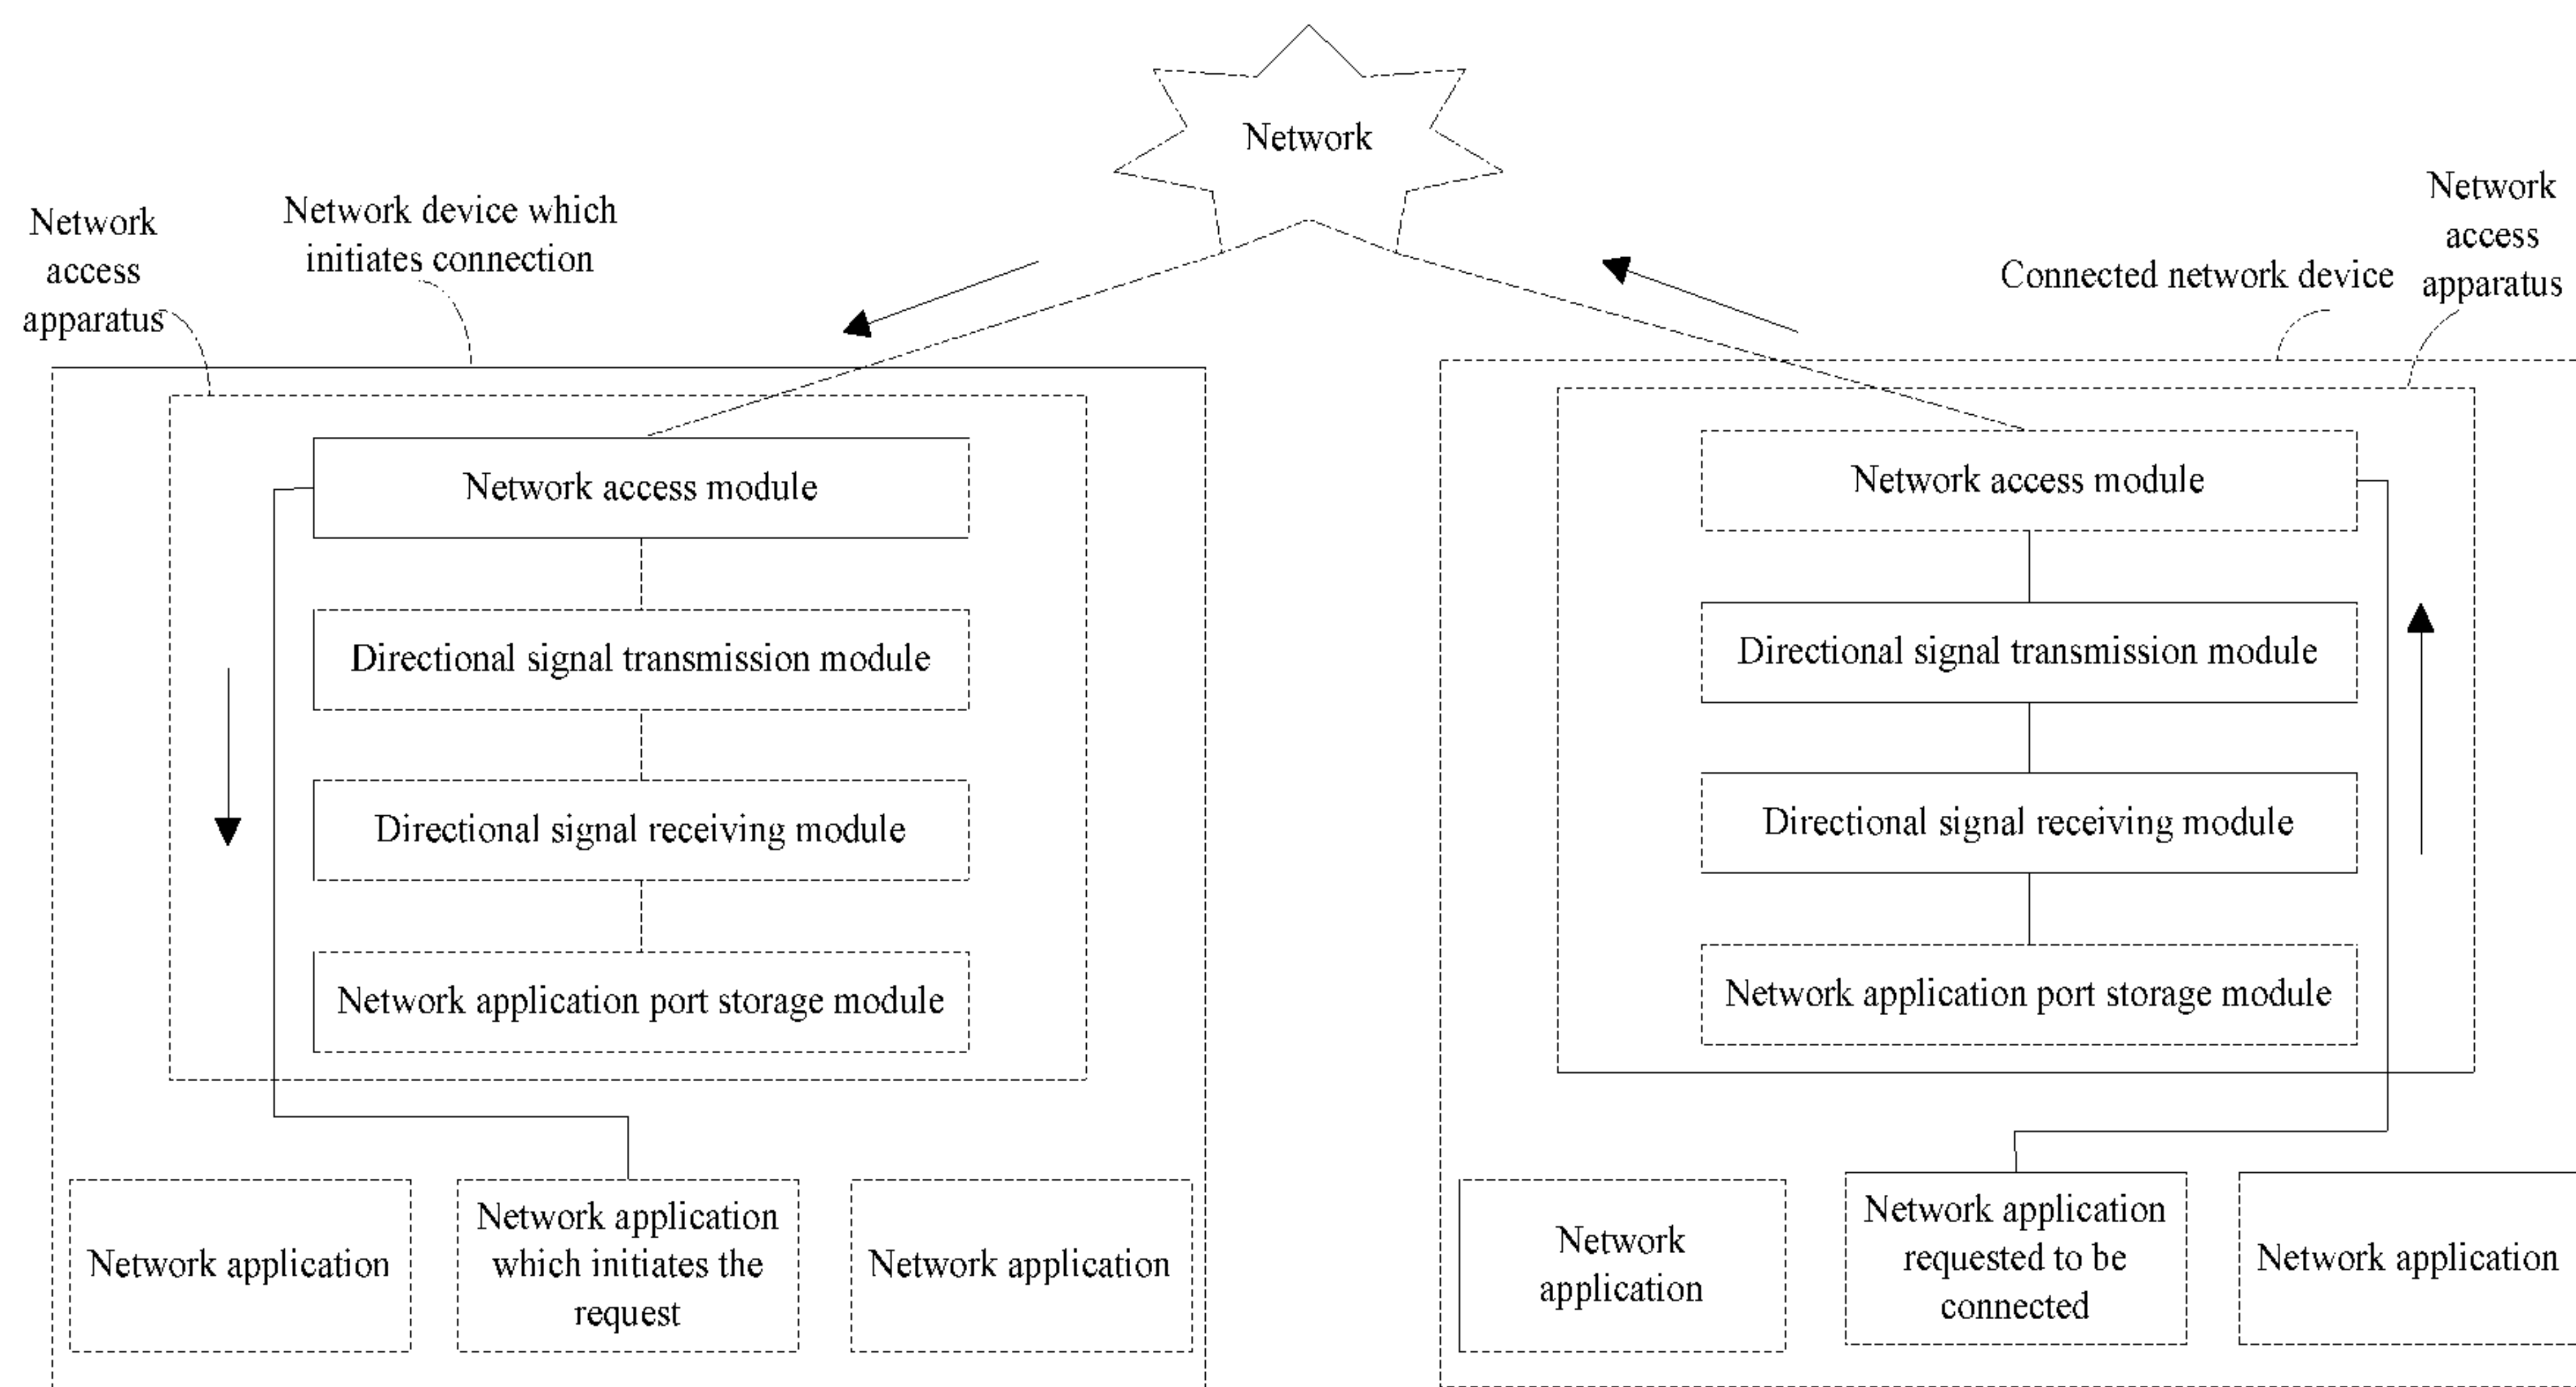 Network
Network
access
apparatus
Network device which
initiates connection
Connected network device
Network
access
apparatus
Network access module
Directional signal transmission module
Directional signal receiving module
Network application port storage module
Network application
Network application
which initiates the
request
Network application
Network access module
Directional signal transmission module
Directional signal receiving module
Network application port storage module
Network
application
Network application
requested to be
connected
Network application